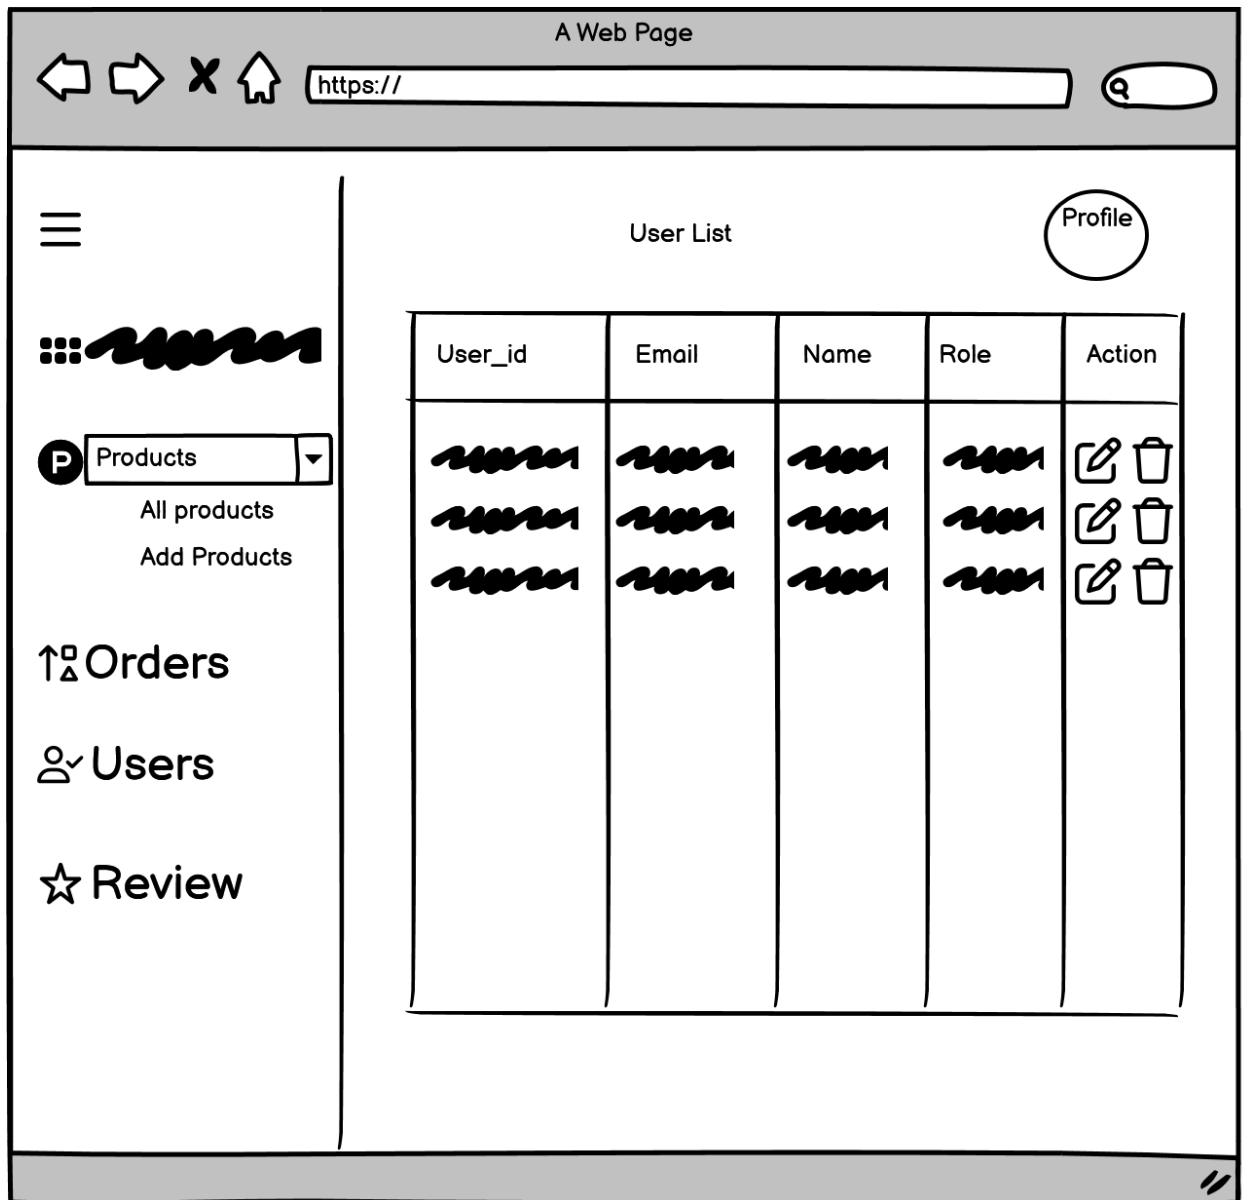 A Web Page
https://
User List
Profile
User_id Email Name Role Action
P Products
All products
Add Products
Orders
Users
Review